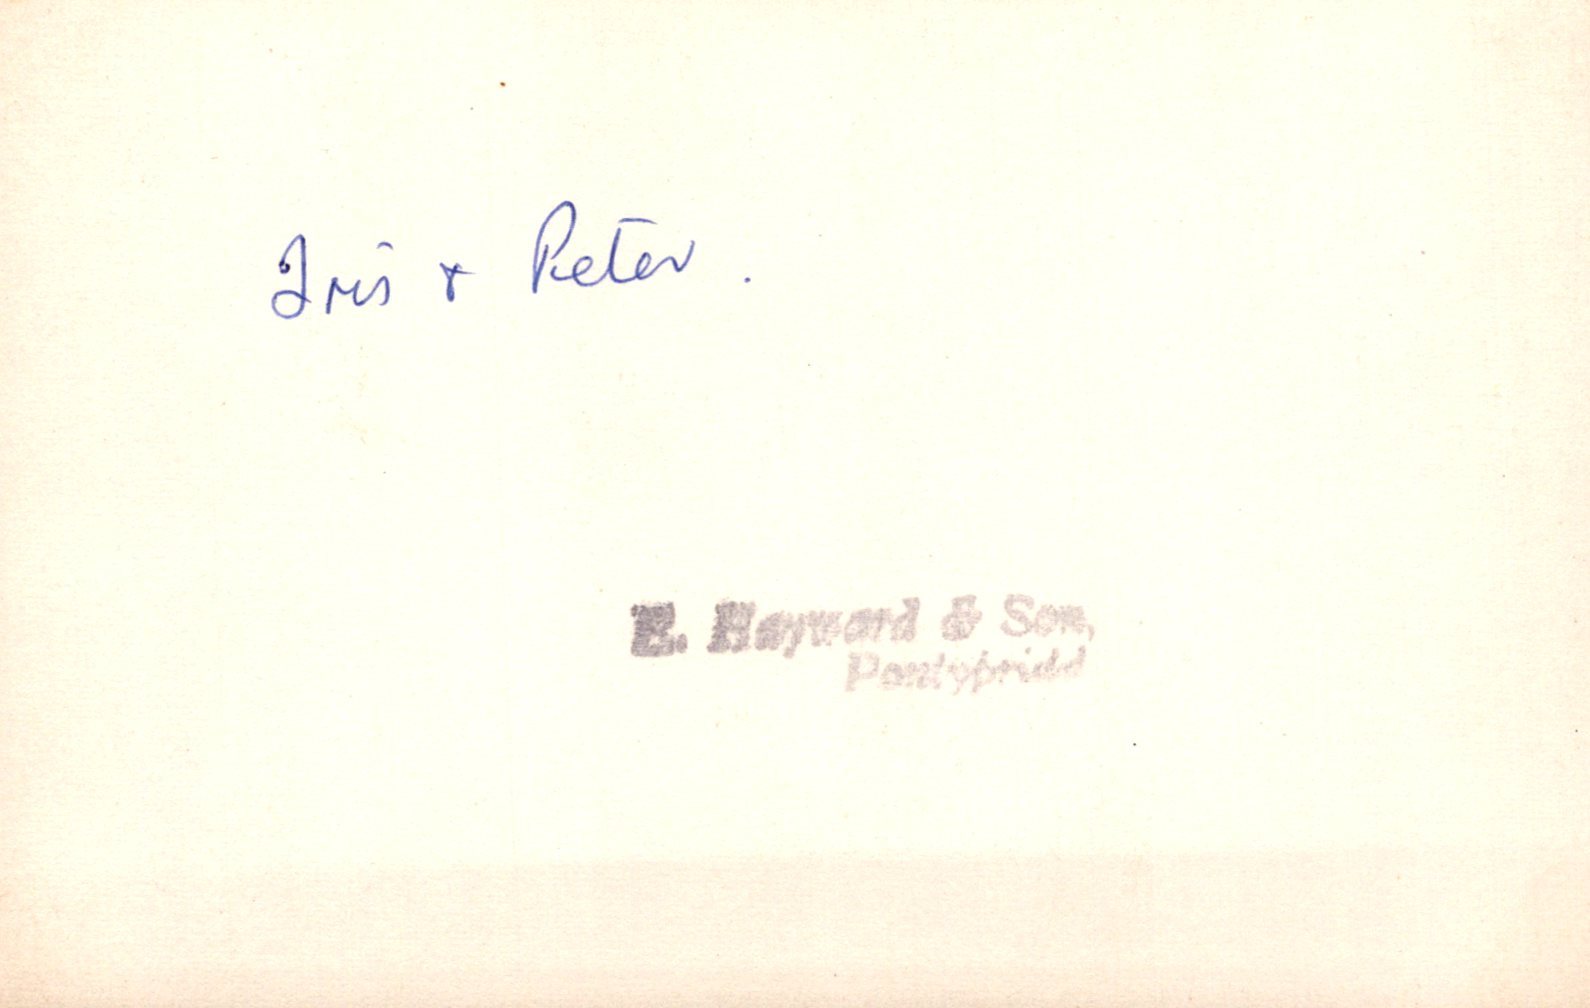 Iris & Peter.
E. Hayward & Son,
Pontypridd